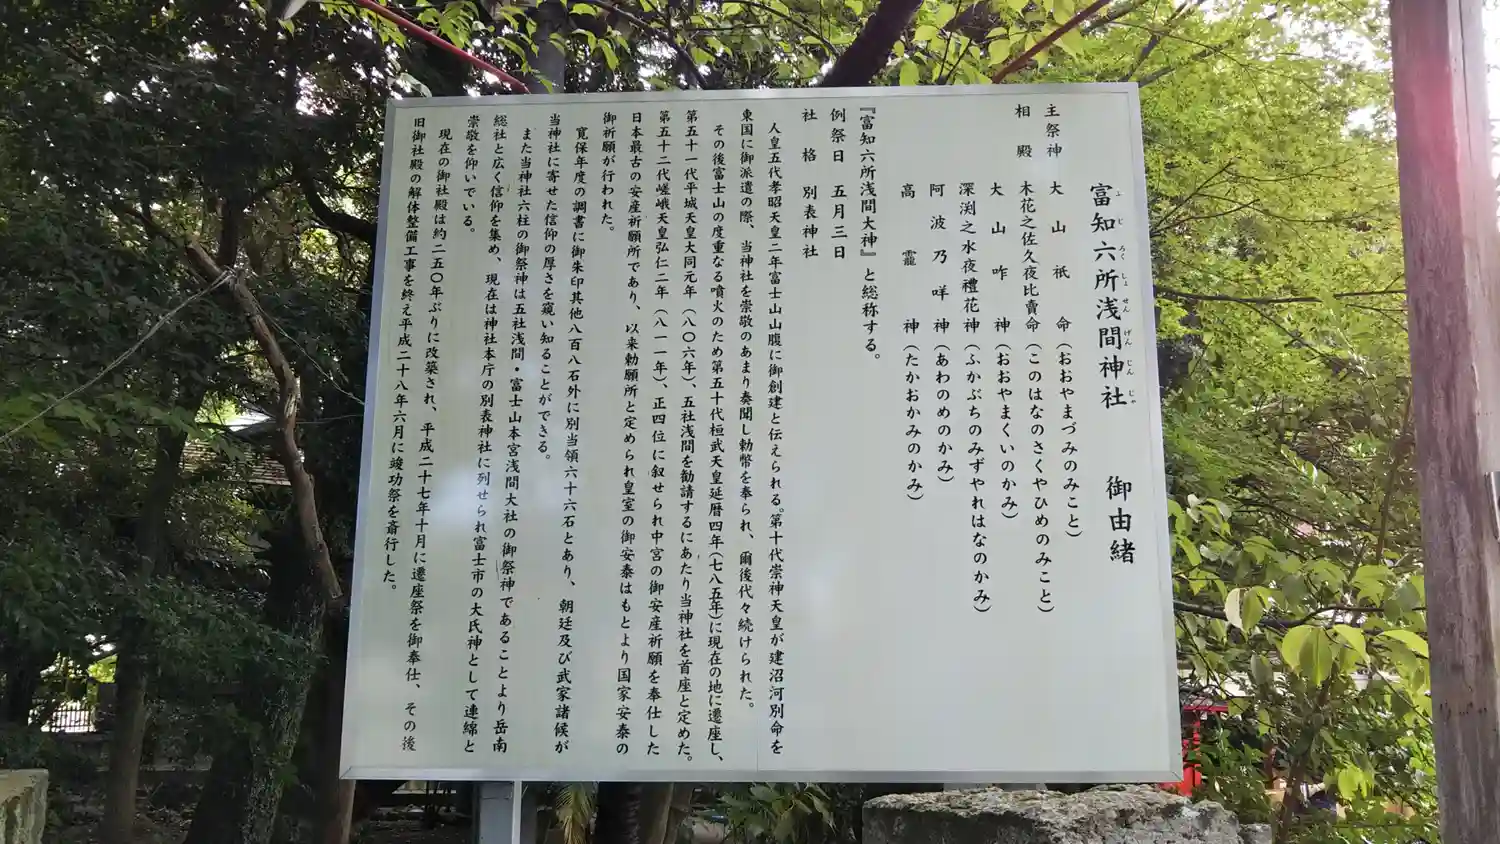 富知六所浅間神社　御由緒
ふじ ろくしょ せんげん じんじゃ
主祭神　大山祇命（おおやまづみのみこと）
相殿　木花之佐久夜比賣命（このはなのさくやひめのみこと）
大山咋神（おおやまくいのかみ）
深渕之水夜禮花神（ふかぶちのみずやれはなのかみ）
阿波乃咩神（あわのめのかみ）
高龗神（たかおかみのかみ）
『富知六所浅間大神』と総称する。
例祭日　五月三日
社格　別表神社
人皇五代孝昭天皇二年富士山山腹に御創建と伝えられる。第十代崇神天皇が建沼河別命を
東国に御派遣の際、当神社を崇敬のあまり奏聞し勅幣を奉られ、爾後代々続けられた。
その後富士山の度重なる噴火のため第五十代桓武天皇延暦四年（七八五年）に現在の地に遷座し、
第五十一代平城天皇大同元年（八〇六年）、五社浅間を勧請するにあたり当神社を首座と定めた。
第五十二代嵯峨天皇弘仁二年（八一一年）、正四位に叙せられ中宮の御安産祈願を奉仕した
日本最古の安産祈願所であり、以来勅願所と定められ皇室の御安泰はもとより国家安泰の
御祈願が行われた。
寛保年度の調書に御朱印其他八百八石外に別当領六十六石とあり、朝廷及び武家諸候が
当神社に寄せた信仰の厚さを窺い知ることができる。
また当神社六柱の御祭神は五社浅間・富士山本宮浅間大社の御祭神であることより岳南
総社と広く信仰を集め、現在は神社本庁の別表神社に列せられ富士市の大氏神として連綿と
崇敬を仰いでいる。
現在の御社殿は約二五〇年ぶりに改築され、平成二十七年十月に遷座祭を御奉仕、その後
旧御社殿の解体整備工事を終え平成二十八年六月に竣功祭を斎行した。